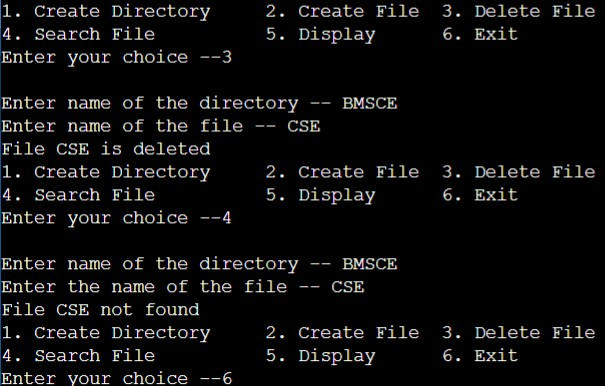 1. Create Directory 2. Create File 3. Delete File
4. Search File 5. Display 6. Exit
Enter your choice --3
Enter name of the directory -- BMSCE
Enter name of the file -- CSE
File CSE is deleted
1. Create Directory 2. Create File 3. Delete File
4. Search File 5. Display 6. Exit
Enter your choice --4
Enter name of the directory -- BMSCE
Enter the name of the file -- CSE
File CSE not found
1. Create Directory 2. Create File 3. Delete File
4. Search File 5. Display 6. Exit
Enter your choice --6